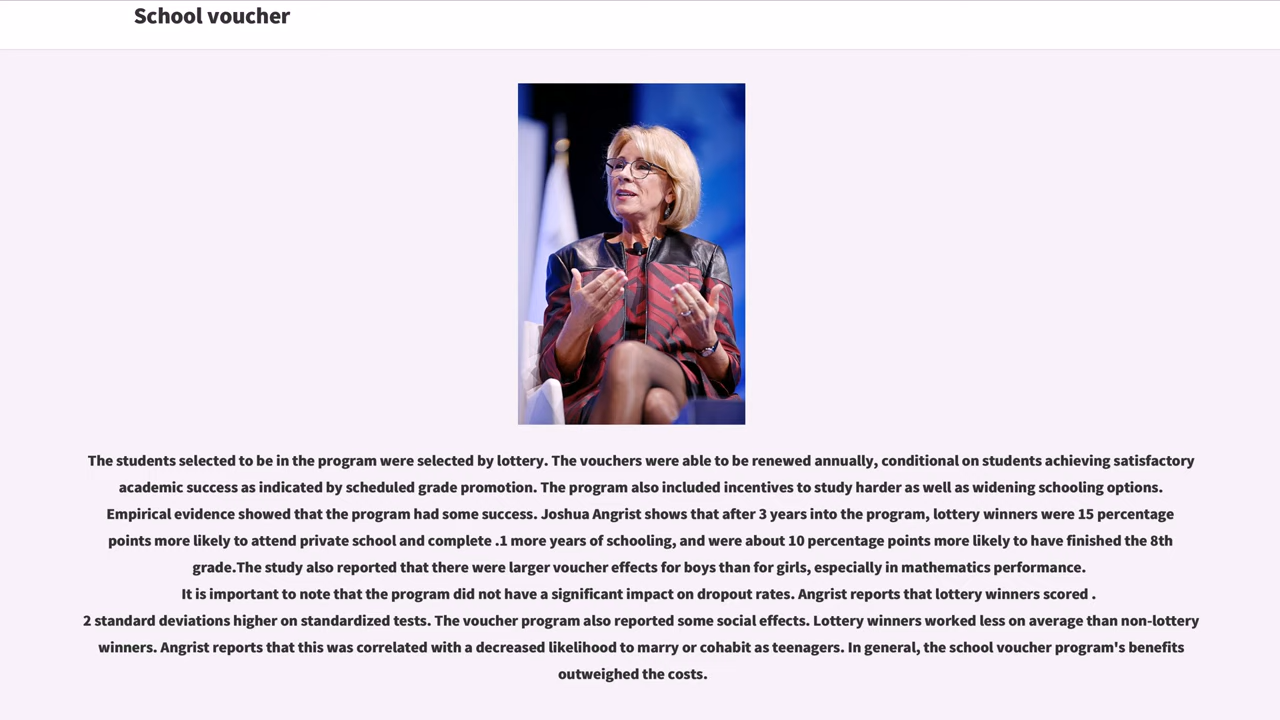 School voucher
The students selected to be in the program were selected by lottery. The vouchers were able to be renewed annually, conditional on students achieving satisfactory
academic success as indicated by scheduled grade promotion. The program also included incentives to study harder as well as widening schooling options.
Empirical evidence showed that the program had some success. Joshua Angrist shows that after 3 years into the program, lottery winners were 15 percentage
points more likely to attend private school and complete .1 more years of schooling, and were about 10 percentage points more likely to have finished the 8th
grade.The study also reported that there were larger voucher effects for boys than for girls, especially in mathematics performance.
It is important to note that the program did not have a significant impact on dropout rates. Angrist reports that lottery winners scored .
2 standard deviations higher on standardized tests. The voucher program also reported some social effects. Lottery winners worked less on average than non-lottery
winners. Angrist reports that this was correlated with a decreased likelihood to marry or cohabit as teenagers. In general, the school voucher program's benefits
outweighed the costs.